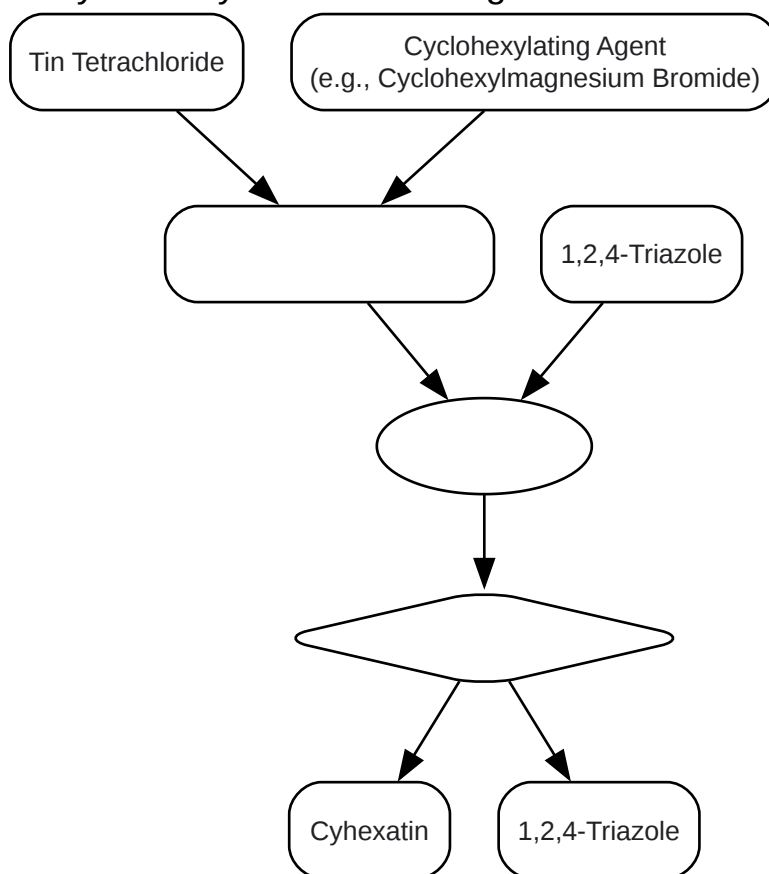 Tin Tetrachloride
Cyclohexylating Agent
(e.g., Cyclohexylmagnesium Bromide)
1,2,4-Triazole
Cyhexatin
1,2,4-Triazole